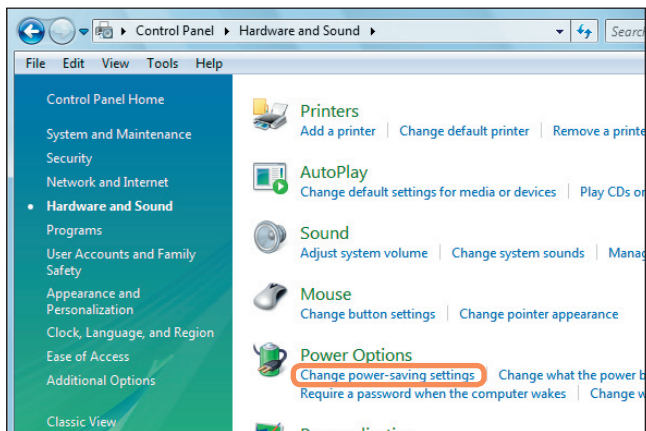 Control Panel Hardware and Sound
File Edit View Tools Help
Control Panel Home
System and Maintenance
Security
Network and Internet
Hardware and Sound
Programs
User Accounts and Family
Safety
Appearance and
Personalization
Clock, Language, and Region
Ease of Access
Additional Options
Classic View
Printers
Add a printer Change default printer Remove a
AutoPlay
Change default settings for media or devices Play CDs
Sound
Adjust system volume Change system sounds
Mouse
Change button settings Change pointer appearance
Power Options
Change power-saving settings Change what the power
Require a password when the computer wakes Change